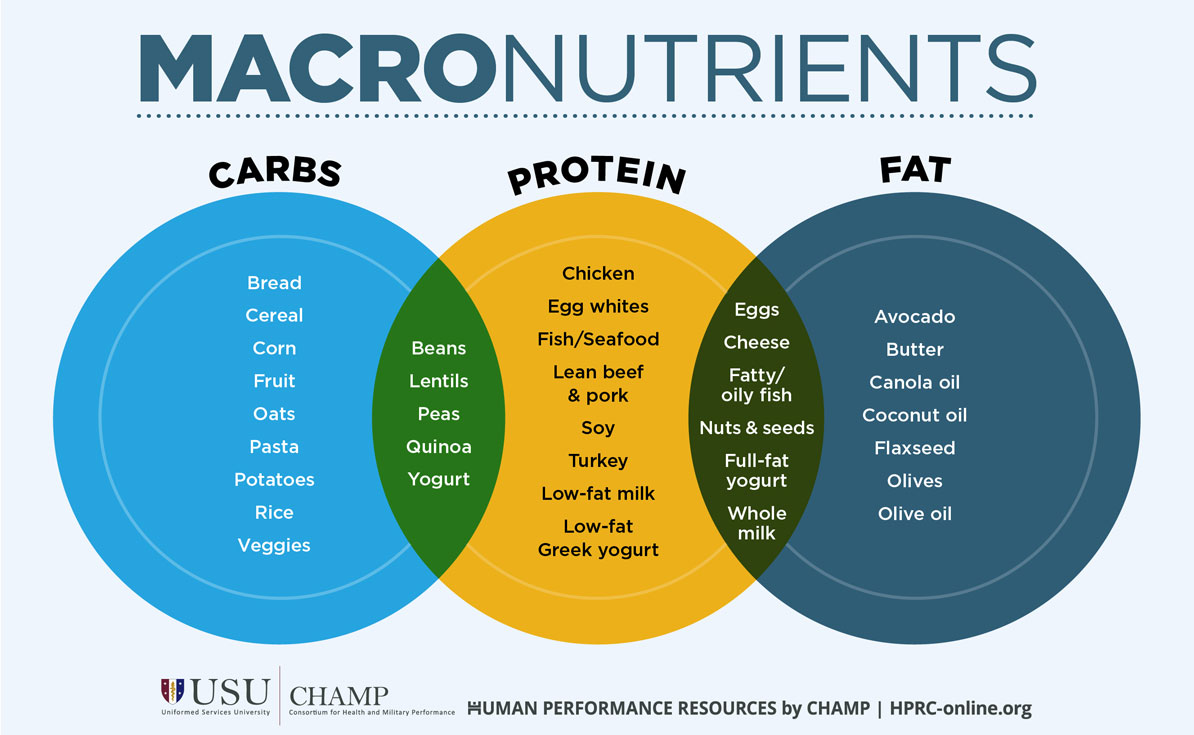 MACRONUTRIENTS
CARBS
Bread
Cereal
Corn
Fruit
Oats
Pasta
Potatoes
Rice
Veggies
Beans
Lentils
Peas
Quinoa
Yogurt
PROTEIN
Chicken
Egg whites
Fish/Seafood
Lean beef
& pork
Soy
Turkey
Low-fat milk
Low-fat
Greek yogurt
Eggs
Cheese
Fatty/
oily fish
Nuts & seeds
Full-fat
yogurt
Whole
milk
FAT
Avocado
Butter
Canola oil
Coconut oil
Flaxseed
Olives
Olive oil
USU
Uniformed Services University
CHAMP
Consortium for Health and Military Performance
HUMAN PERFORMANCE RESOURCES by CHAMP | HPRC-online.org